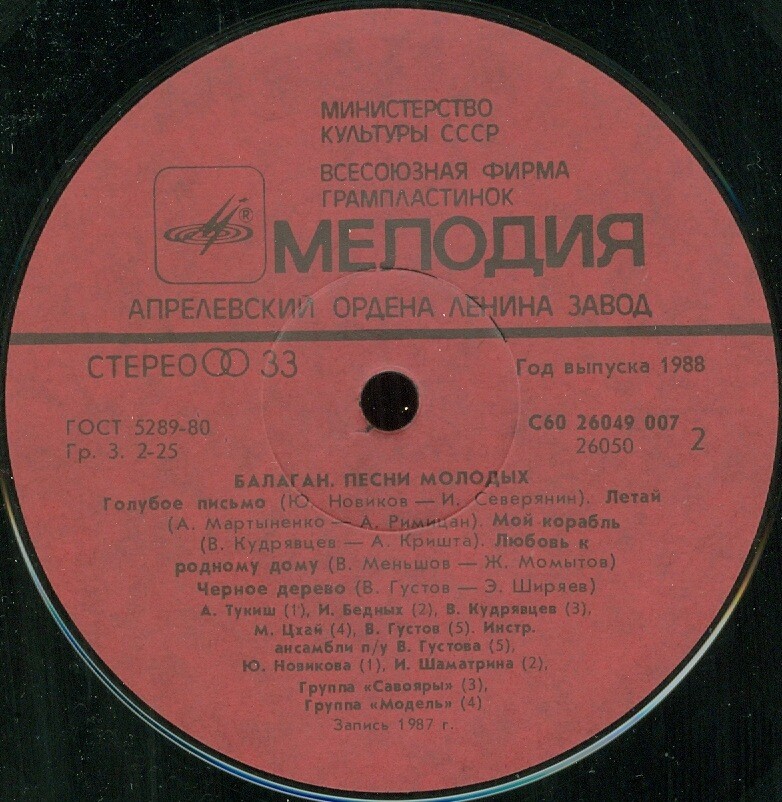 МИНИСТЕРСТВО
КУЛЬТУРЫ СССР
ВСЕСОЮЗНАЯ ФИРМА
ГРАМПЛАСТИНОК
®
МЕЛОДИЯ
АПРЕЛЕВСКИЙ ОРДЕНА ЛЕНИНА ЗАВОД
СТЕРЕО 33
Год выпуска 1988
ГОСТ 5289-80
Гр. 3. 2-25
С60 26049 007
26050
2
БАЛАГАН. ПЕСНИ МОЛОДЫХ
Голубое письмо (Ю. Новиков — И. Северянин). Летай
(А. Мартыненко — А. Римицан). Мой корабль
(В. Кудрявцев — А. Кришта). Любовь к
родному дому (В. Меньшов — Ж. Момытов)
Черное дерево (В. Густов — Э. Ширяев)
А. Тукиш (1), И. Бедных (2), В. Кудрявцев (3),
М. Цхай (4), В. Густов (5). Инстр.
ансамбли п/у В. Густова (5),
Ю. Новикова (1), И. Шаматрина (2),
Группа «Савояры» (3),
Группа «Модель» (4)
Запись 1987 г.